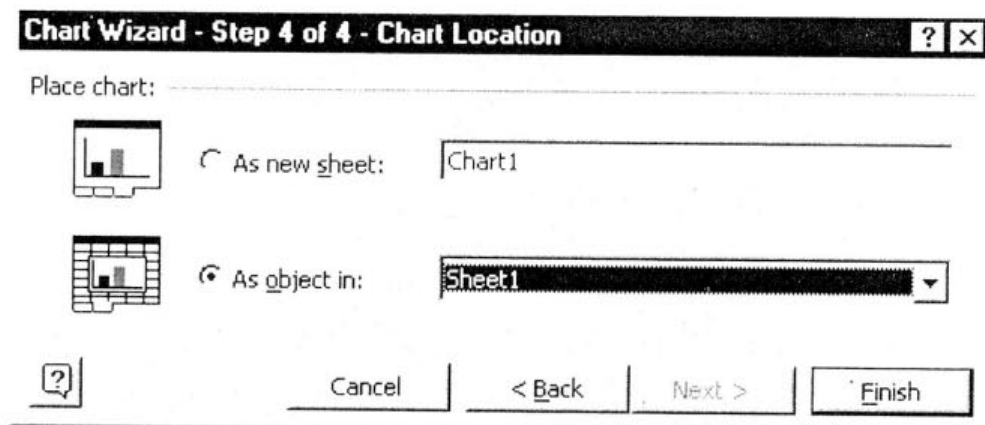 Chart Wizard - Step 4 of 4 - Chart Location ? ×
Place chart:
As new sheet: Chart1
As object in: Sheet1
?
Cancel < Back Next > Finish